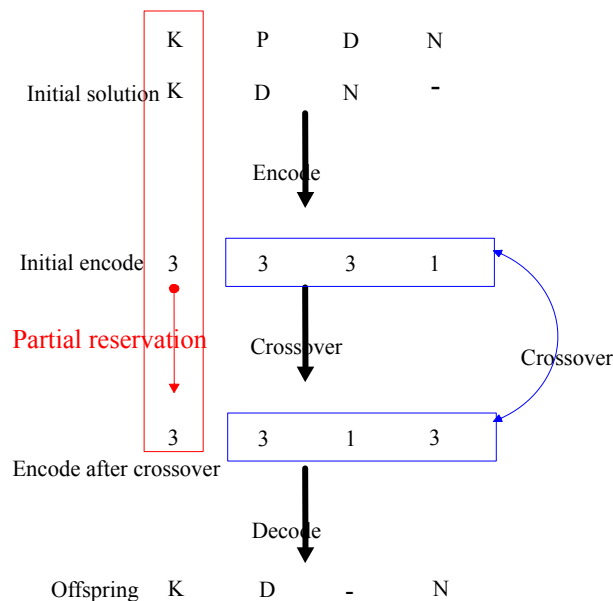 K P D N
Initial solution K D N -
Encode
Initial encode 3 3 3 1
Partial reservation
Crossover
Crossover
3 3 1 3
Encode after crossover
Decode
Offspring K D - N